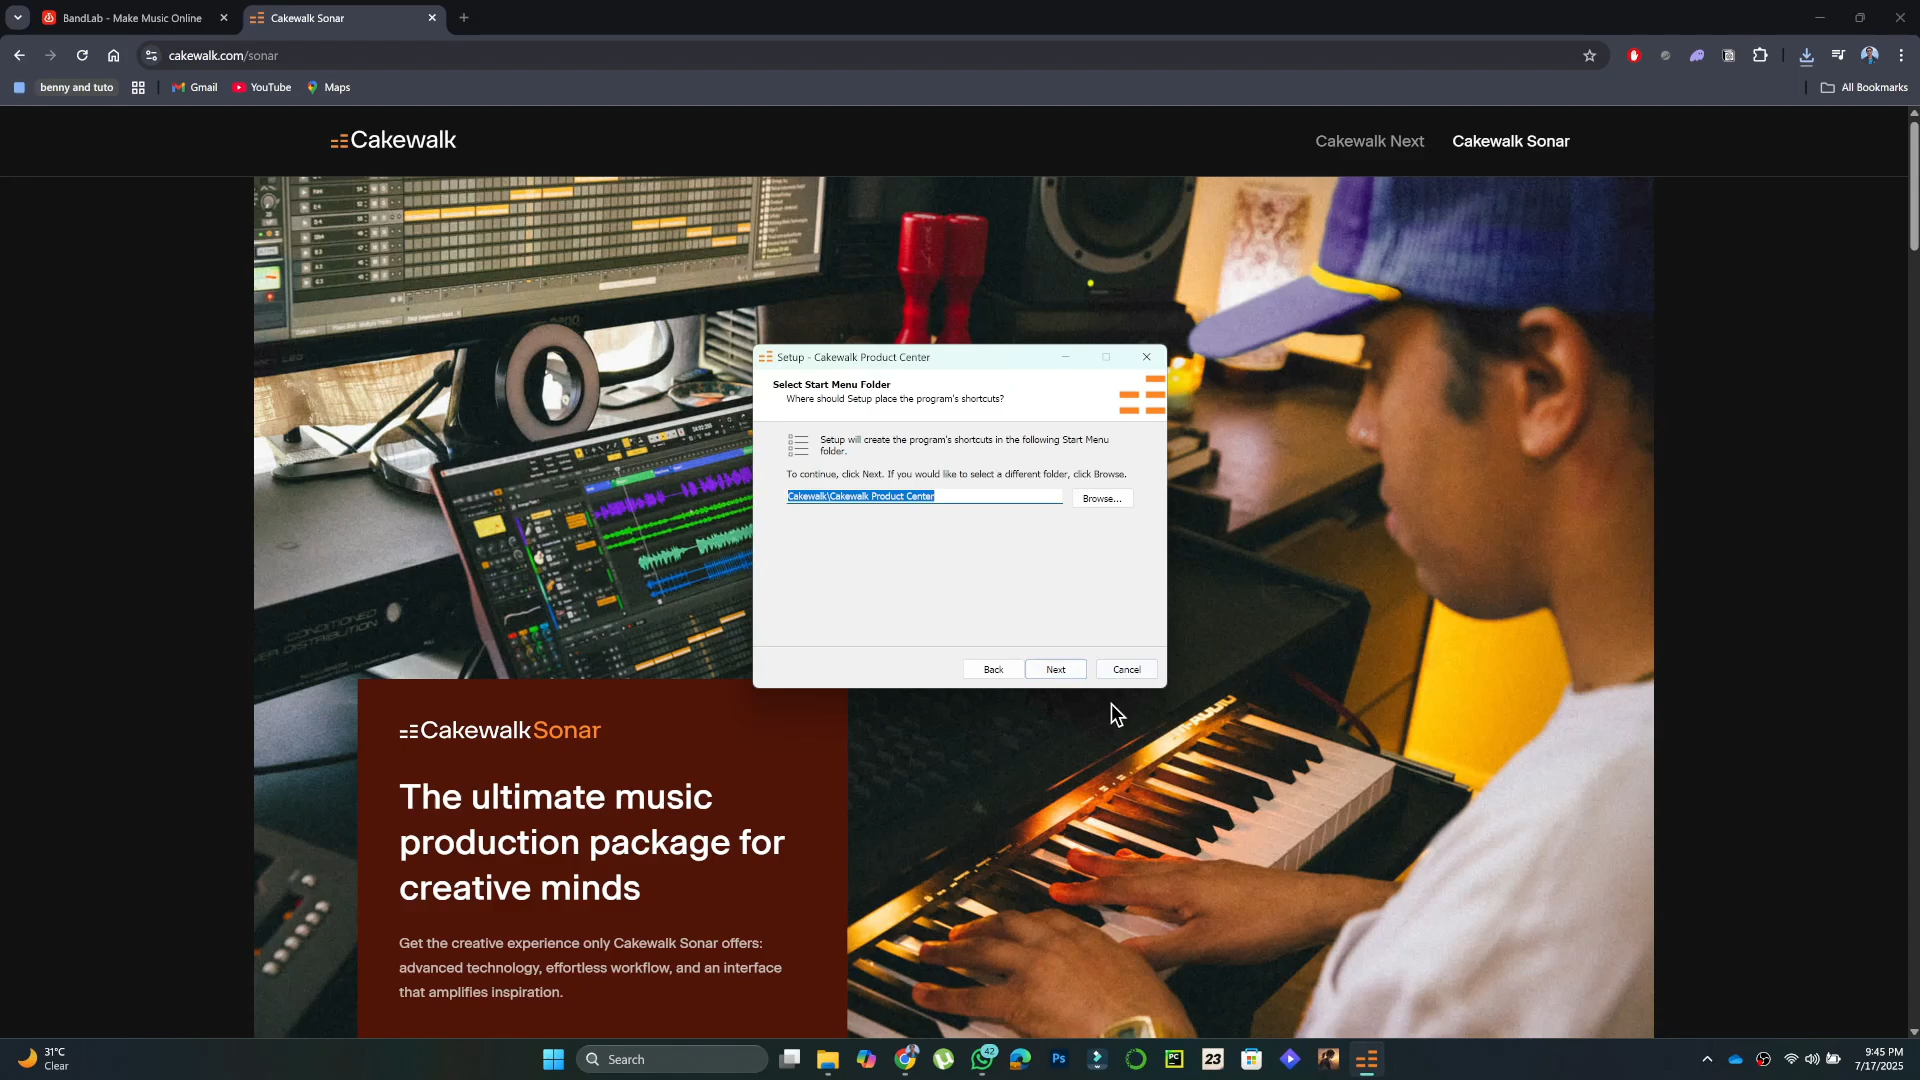 BandLab - Make Music Online
Cakewalk Sonar
cakewalk.com/sonar
benny and tuto
Gmail
YouTube
Maps
All Bookmarks
Cakewalk
Cakewalk Next
Cakewalk Sonar
Setup - Cakewalk Product Center
Select Start Menu Folder
Where should Setup place the program's shortcuts?
Setup will create the program's shortcuts in the following Start Menu
folder.
To continue, click Next. If you would like to select a different folder, click Browse.
Cakewalk\Cakewalk Product Center
Browse...
Back
Next
Cancel
CakewalkSonar
The ultimate music
production package for
creative minds
Get the creative experience only Cakewalk Sonar offers:
advanced technology, effortless workflow, and an interface
that amplifies inspiration.
31°C
Clear
Search
42
Ps
PC
23
9:45 PM
7/17/2025